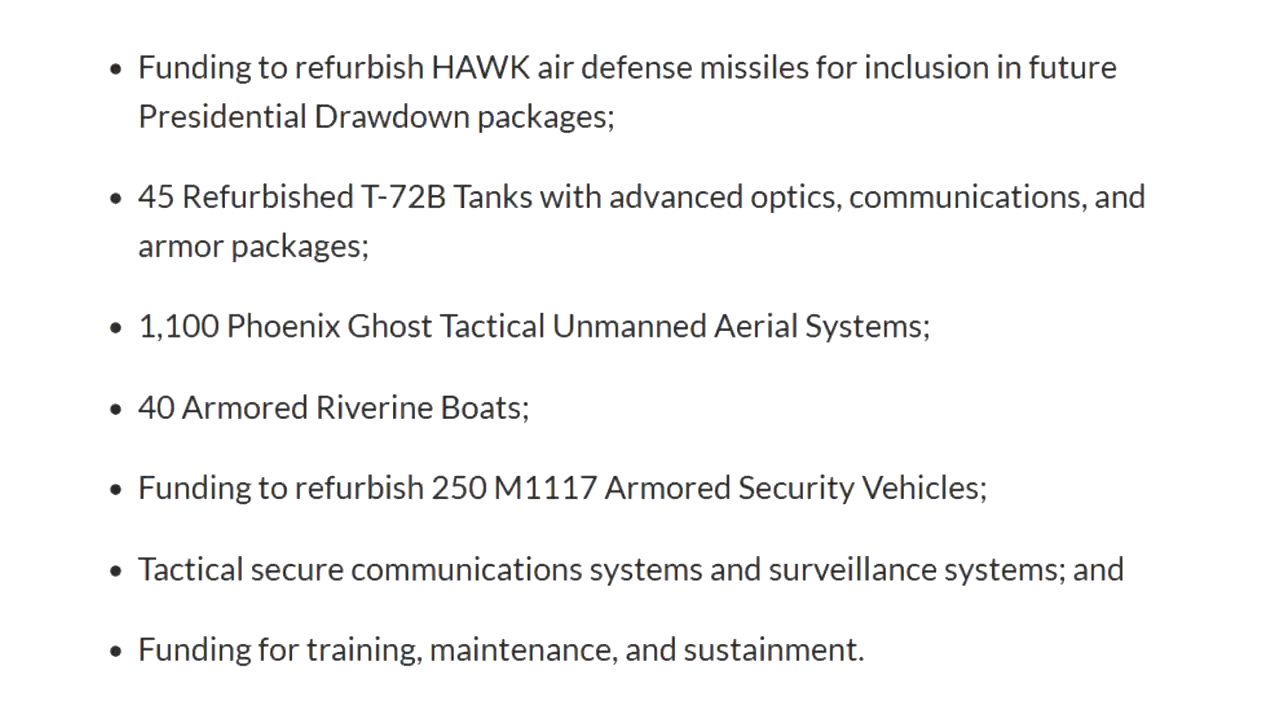 • Funding to refurbish HAWK air defense missiles for inclusion in future
Presidential Drawdown packages;
• 45 Refurbished T-72B Tanks with advanced optics, communications, and
armor packages;
• 1,100 Phoenix Ghost Tactical Unmanned Aerial Systems;
• 40 Armored Riverine Boats;
• Funding to refurbish 250 M1117 Armored Security Vehicles;
• Tactical secure communications systems and surveillance systems; and
• Funding for training, maintenance, and sustainment.